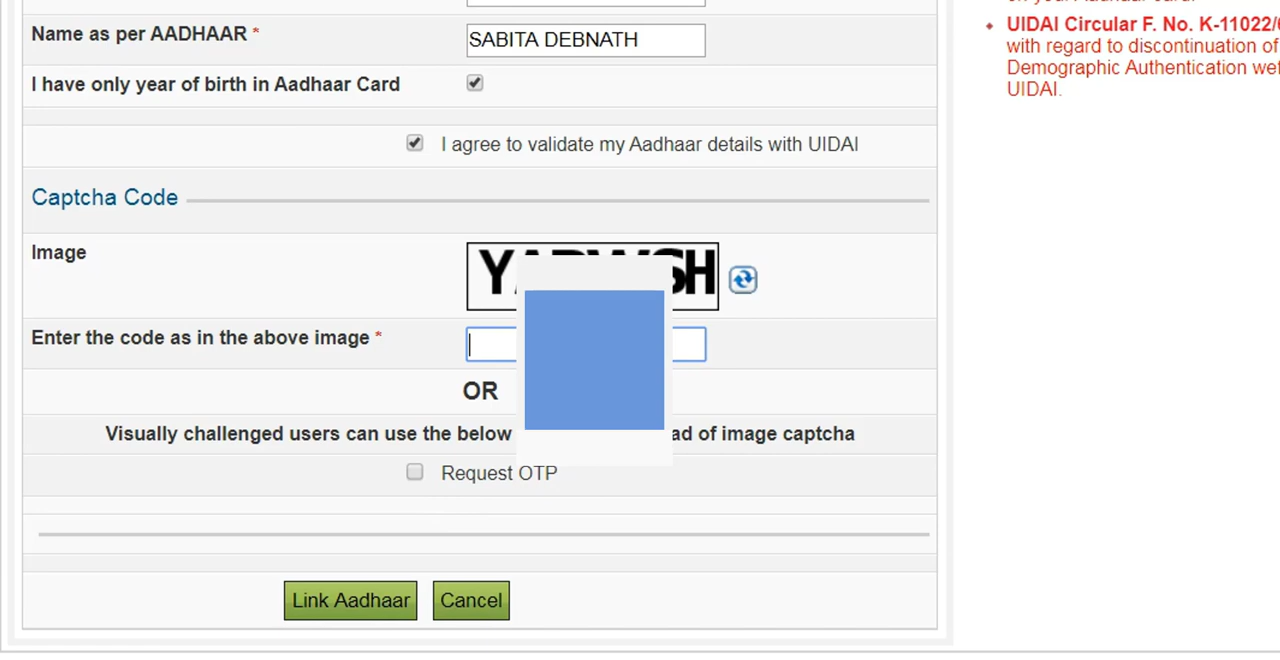 Name as per AADHAAR *
SABITA DEBNATH
I have only year of birth in Aadhaar Card
I agree to validate my Aadhaar details with UIDAI
Captcha Code
Image
Enter the code as in the above image *
OR
Visually challenged users can use the below
of image captcha
Request OTP
Link Aadhaar
Cancel
UIDAI Circular F. No.
with regard to discontinuation of
Demographic Authentication
UIDAI.